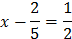 x − 2/5 = 1/2